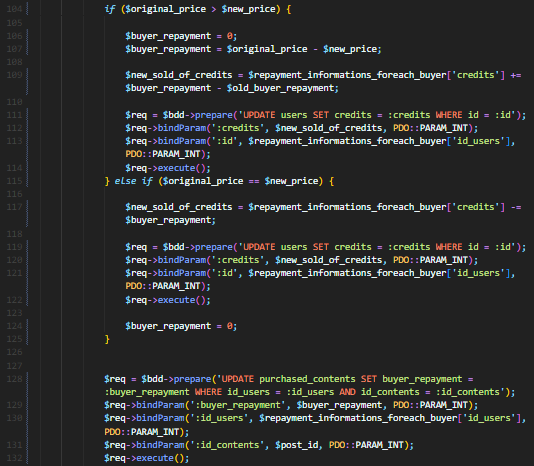 104 if ($original_price > $new_price) {
105
106 $buyer_repayment = 0;
107 $buyer_repayment = $original_price - $new_price;
108
109 $new_sold_of_credits = $repayment_informations_foreach_buyer['credits'] +=
$buyer_repayment - $old_buyer_repayment;
110
111 $req = $bdd->prepare('UPDATE users SET credits = :credits WHERE id = :id');
112 $req->bindParam(':credits', $new_sold_of_credits, PDO::PARAM_INT);
113 $req->bindParam(':id', $repayment_informations_foreach_buyer['id_users'],
PDO::PARAM_INT);
114 $req->execute();
115 } else if ($original_price == $new_price) {
116
117 $new_sold_of_credits = $repayment_informations_foreach_buyer['credits'] -=
$buyer_repayment;
118
119 $req = $bdd->prepare('UPDATE users SET credits = :credits WHERE id = :id');
120 $req->bindParam(':credits', $new_sold_of_credits, PDO::PARAM_INT);
121 $req->bindParam(':id', $repayment_informations_foreach_buyer['id_users'],
PDO::PARAM_INT);
122 $req->execute();
123
124 $buyer_repayment = 0;
125 }
126
127
128 $req = $bdd->prepare('UPDATE purchased_contents SET buyer_repayment =
:buyer_repayment WHERE id_users = :id_users AND id_contents = :id_contents');
129 $req->bindParam(':buyer_repayment', $buyer_repayment, PDO::PARAM_INT);
130 $req->bindParam(':id_users', $repayment_informations_foreach_buyer['id_users'],
PDO::PARAM_INT);
131 $req->bindParam(':id_contents', $post_id, PDO::PARAM_INT);
132 $req->execute();